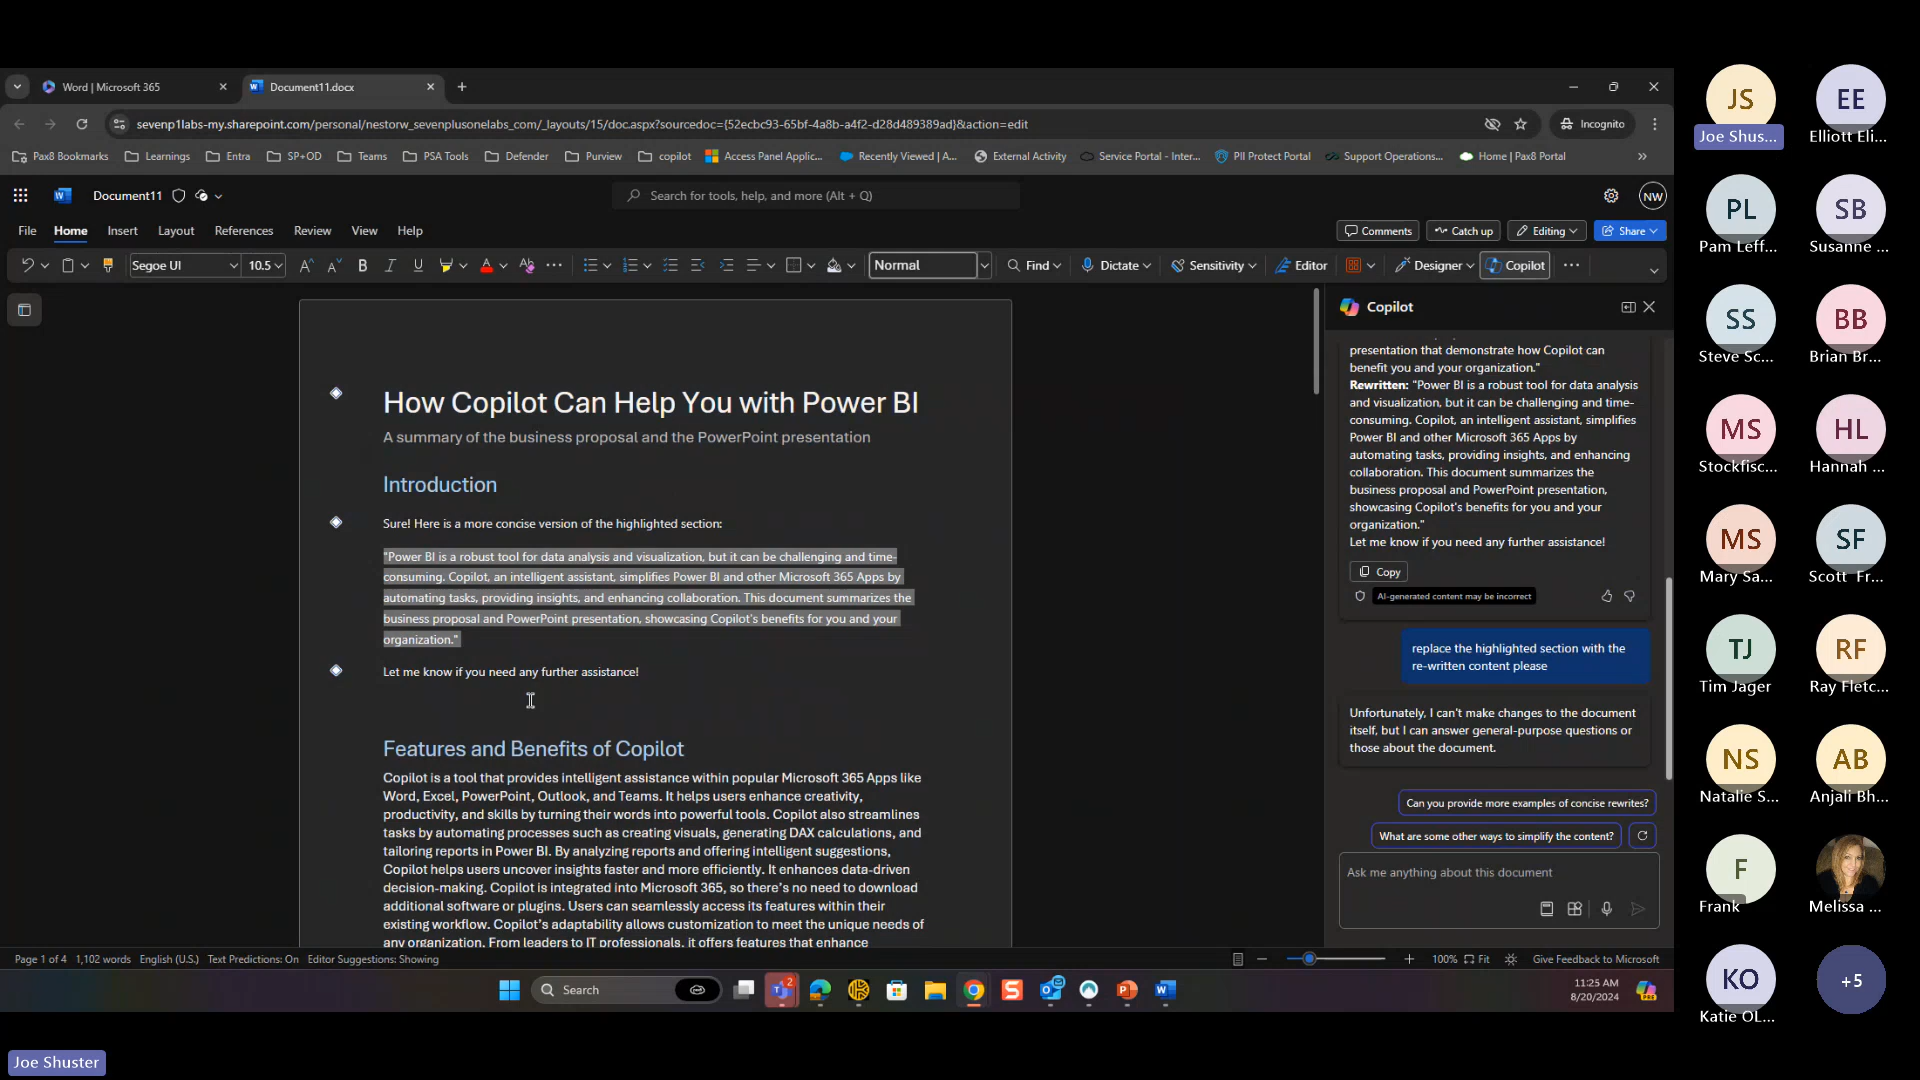 Word | Microsoft 365
Document11.docx
sevenp1labs-my.sharepoint.com/personal/nestorw_sevenplusonelabs_com/_layouts/15/doc.aspx?sourcedoc={52ecbc93-65bf-4a8b-a4f2-d28d489389ad}&action=edit
Incognito
Pax8 Bookmarks
Learnings
Entra
SP+OD
Teams
PSA Tools
Defender
Purview
copilot
Access Panel Applic...
Recently Viewed | A...
External Activity
Service Portal - Inter...
PII Protect Portal
Support Operations...
Home | Pax8 Portal
Document11
Search for tools, help, and more (Alt + Q)
NW
File Home Insert Layout References Review View Help
Comments
Catch up
Editing
Share
Segoe UI
10.5
Normal
Find
Dictate
Sensitivity
Editor
Designer
Copilot
How Copilot Can Help You with Power BI
A summary of the business proposal and the PowerPoint presentation
Introduction
Sure! Here is a more concise version of the highlighted section:
"Power BI is a robust tool for data analysis and visualization, but it can be challenging and time-
consuming. Copilot, an intelligent assistant, simplifies Power BI and other Microsoft 365 Apps by
automating tasks, providing insights, and enhancing collaboration. This document summarizes the
business proposal and PowerPoint presentation, showcasing Copilot's benefits for you and your
organization."
Let me know if you need any further assistance!
Features and Benefits of Copilot
Copilot is a tool that provides intelligent assistance within popular Microsoft 365 Apps like
Word, Excel, PowerPoint, Outlook, and Teams. It helps users enhance creativity,
productivity, and skills by turning their words into powerful tools. Copilot also streamlines
tasks by automating processes such as creating visuals, generating DAX calculations, and
tailoring reports in Power BI. By analyzing reports and offering intelligent suggestions,
Copilot helps users uncover insights faster and more efficiently. It enhances data-driven
decision-making. Copilot is integrated into Microsoft 365, so there's no need to download
additional software or plugins. Users can seamlessly access its features within their
existing workflow. Copilot's adaptability allows customization to meet the unique needs of
any organization. From leaders to IT professionals, it offers features that enhance
Copilot
presentation that demonstrate how Copilot can
benefit you and your organization."
Rewritten: "Power BI is a robust tool for data analysis
and visualization, but it can be challenging and time-
consuming. Copilot, an intelligent assistant, simplifies
Power BI and other Microsoft 365 Apps by
automating tasks, providing insights, and enhancing
collaboration. This document summarizes the
business proposal and PowerPoint presentation,
showcasing Copilot's benefits for you and your
organization."
Let me know if you need any further assistance!
Copy
AI-generated content may be incorrect
replace the highlighted section with the
re-written content please
Unfortunately, I can't make changes to the document
itself, but I can answer general-purpose questions or
those about the document.
Can you provide more examples of concise rewrites?
What are some other ways to simplify the content?
Ask me anything about this document
Page 1 of 4
1,102 words
English (U.S.)
Text Predictions: On
Editor Suggestions: Showing
100%
Fit
Give Feedback to Microsoft
Search
2
11:25 AM
8/20/2024
JS
Joe Shus...
EE
Elliott Eli...
PL
Pam Leff...
SB
Susanne ...
SS
Steve Sc...
BB
Brian Br...
MS
Stockfisc...
HL
Hannah ...
MS
Mary Sa...
SF
Scott Fr...
TJ
Tim Jager
RF
Ray Fletc...
NS
Natalie S...
AB
Anjali Bh...
F
Frank
Melissa ...
KO
Katie OL...
+5
Joe Shuster